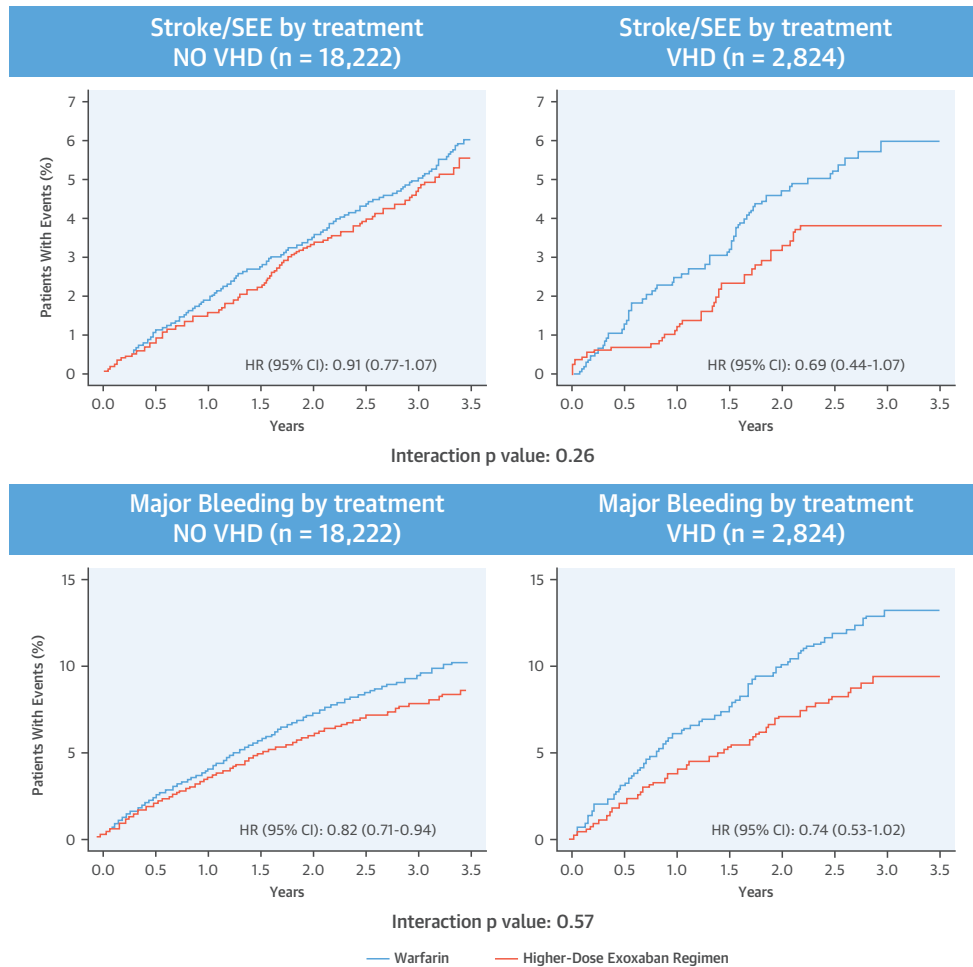 Stroke/SEE by treatment
NO VHD (n = 18,222)
Stroke/SEE by treatment
VHD (n = 2,824)
Patients With Events (%)
7
6
5
4
3
2
1
0
HR (95% CI): 0.91 (0.77-1.07)
0.0 0.5 1.0 1.5 2.0 2.5 3.0 3.5
Years
7
6
5
4
3
2
1
0
HR (95% CI): 0.69 (0.44-1.07)
0.0 0.5 1.0 1.5 2.0 2.5 3.0 3.5
Years
Interaction p value: 0.26
Major Bleeding by treatment
NO VHD (n = 18,222)
Major Bleeding by treatment
VHD (n = 2,824)
Patients With Events (%)
15
10
5
0
HR (95% CI): 0.82 (0.71-0.94)
0.0 0.5 1.0 1.5 2.0 2.5 3.0 3.5
Years
15
10
5
0
HR (95% CI): 0.74 (0.53-1.02)
0.0 0.5 1.0 1.5 2.0 2.5 3.0 3.5
Years
Interaction p value: 0.57
Warfarin Higher-Dose Exoxaban Regimen